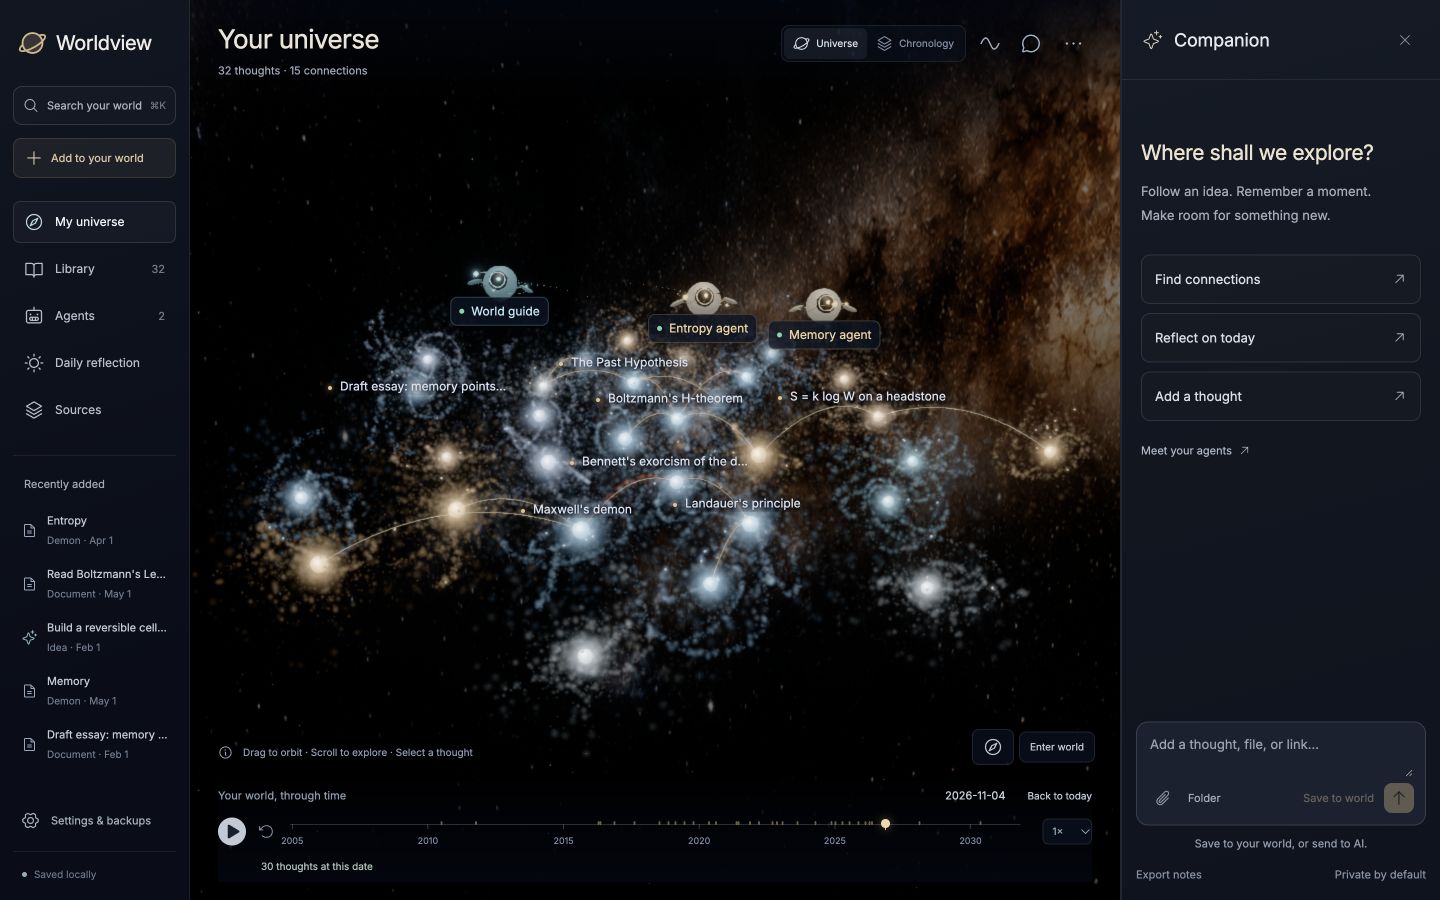 Worldview
Search your world ⌘K
Add to your world
My universe
Library 32
Agents 2
Daily reflection
Sources
Recently added
Entropy
Demon · Apr 1
Read Boltzmann's Le...
Document · May 1
Build a reversible cell...
Idea · Feb 1
Memory
Demon · May 1
Draft essay: memory ...
Document · Feb 1
Settings & backups
Saved locally
Your universe
32 thoughts · 15 connections
Universe
Chronology
World guide
Entropy agent
Memory agent
The Past Hypothesis
Draft essay: memory points...
Boltzmann's H-theorem
S = k log W on a headstone
Bennett's exorcism of the d...
Landauer's principle
Maxwell's demon
Drag to orbit · Scroll to explore · Select a thought
Enter world
Your world, through time
2026-11-04
Back to today
2005 2010 2015 2020 2025 2030
1×
30 thoughts at this date
Companion
Where shall we explore?
Follow an idea. Remember a moment.
Make room for something new.
Find connections
Reflect on today
Add a thought
Meet your agents
Add a thought, file, or link...
Folder
Save to world
Save to your world, or send to AI.
Export notes
Private by default